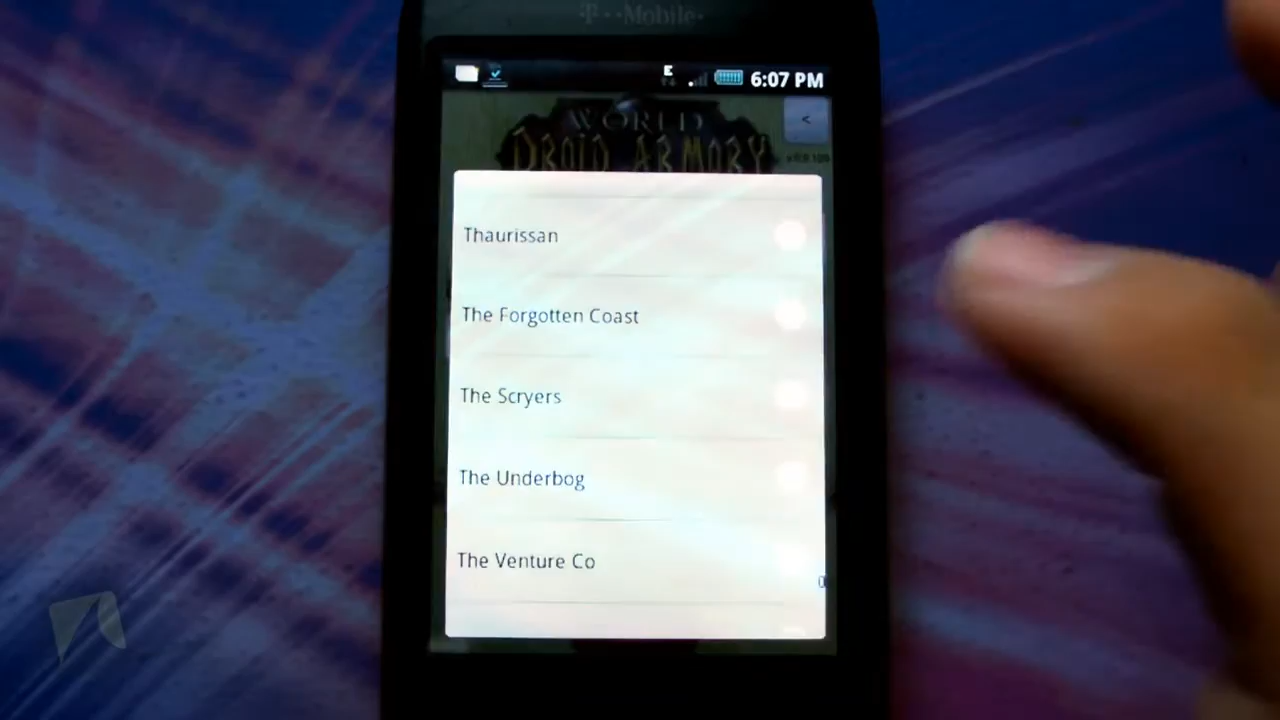 T··Mobile·
E
6:07 PM
WORLD
<
DROID ARMORY
Thaurissan
The Forgotten Coast
The Scryers
The Underbog
The Venture Co